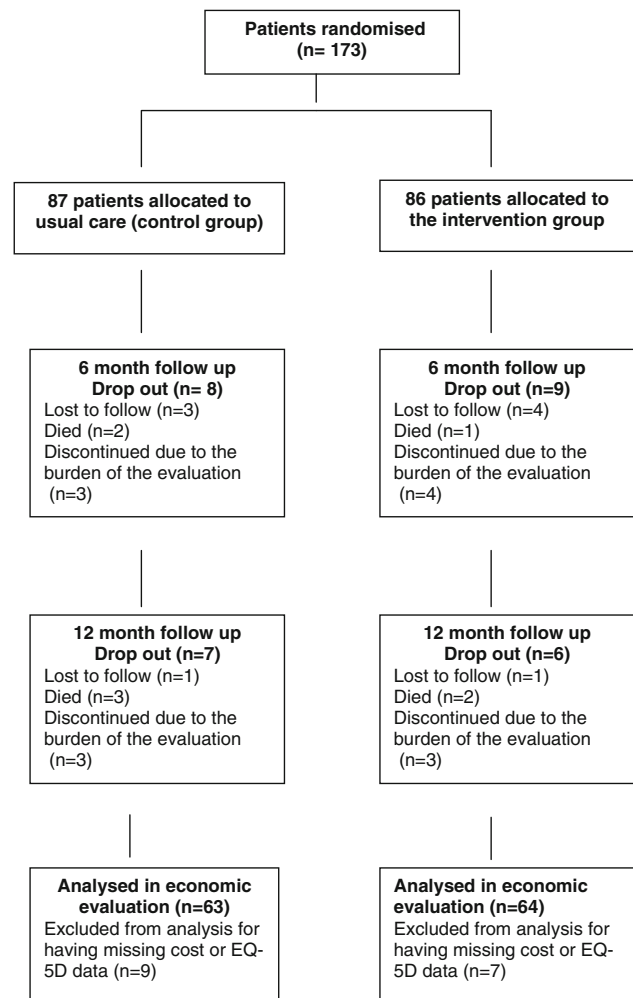 Patients randomised
(n= 173)
87 patients allocated to
usual care (control group)
86 patients allocated to
the intervention group
6 month follow up
Drop out (n= 8)
Lost to follow (n=3)
Died (n=2)
Discontinued due to the
burden of the evaluation
(n=3)
6 month follow up
Drop out (n=9)
Lost to follow (n=4)
Died (n=1)
Discontinued due to the
burden of the evaluation
(n=4)
12 month follow up
Drop out (n=7)
Lost to follow (n=1)
Died (n=3)
Discontinued due to the
burden of the evaluation
(n=3)
12 month follow up
Drop out (n=6)
Lost to follow (n=1)
Died (n=2)
Discontinued due to the
burden of the evaluation
(n=3)
Analysed in economic
evaluation (n=63)
Excluded from analysis for
having missing cost or EQ-
5D data (n=9)
Analysed in economic
evaluation (n=64)
Excluded from analysis for
having missing cost or EQ-
5D data (n=7)